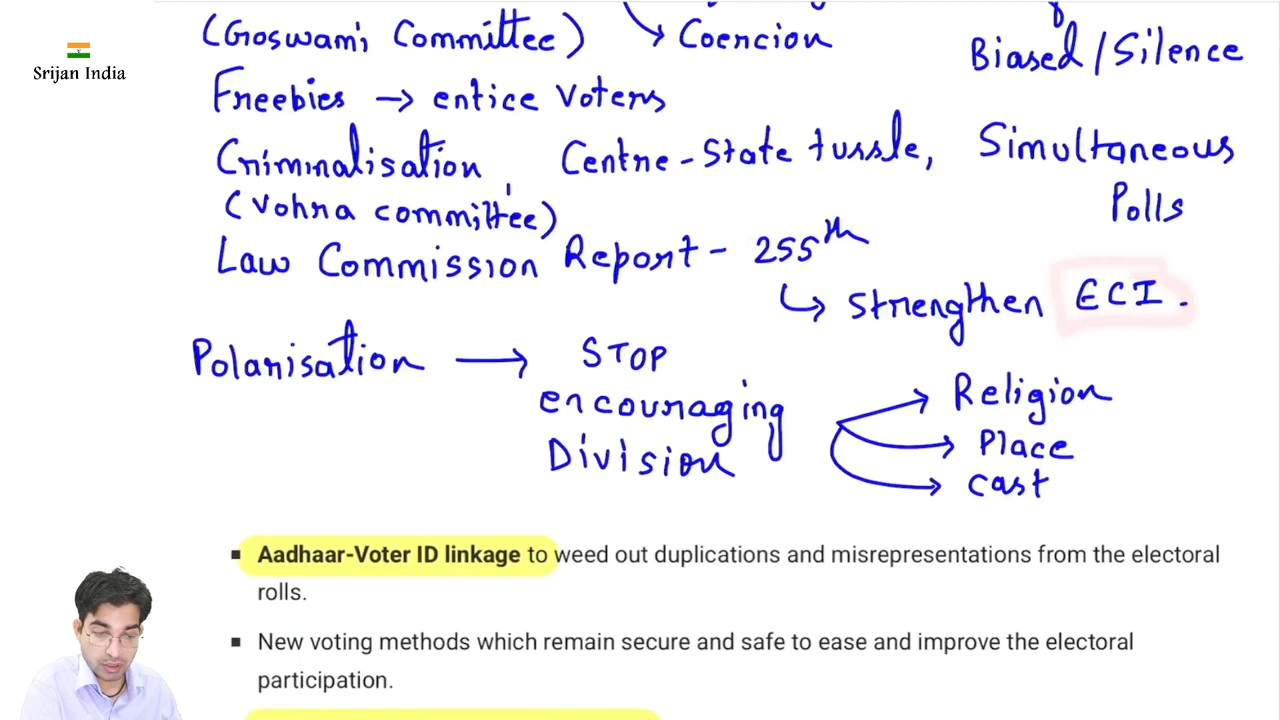 (Goswami Committee)
Coercion
Biased / Silence
Srijan India
Freebies → entice voters
Criminalisation, Centre-State tussle, Simultaneous Polls
(Vohra committee)
Law Commission Report - 255th
↳ strengthen ECI.
Polarisation → STOP
encouraging
Division
Religion
Place
cast
▪ Aadhaar-Voter ID linkage to weed out duplications and misrepresentations from the electoral
rolls.
▪ New voting methods which remain secure and safe to ease and improve the electoral
participation.